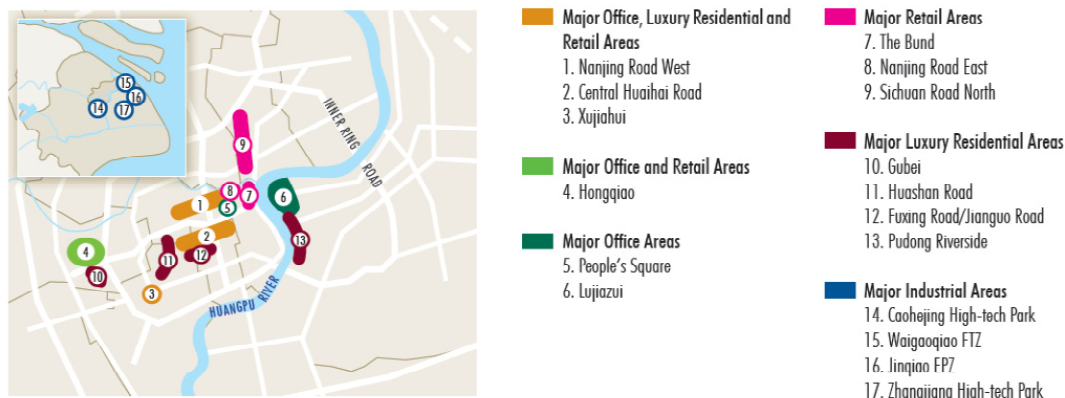 15
16
14
17
INNER RING ROAD
9
8
7
6
1
5
2
13
4
11
12
10
3
HUANGPU RIVER
Major Office, Luxury Residential and
Retail Areas
1. Nanjing Road West
2. Central Huaihai Road
3. Xujiahui
Major Office and Retail Areas
4. Hongqiao
Major Office Areas
5. People's Square
6. Lujiazui
Major Retail Areas
7. The Bund
8. Nanjing Road East
9. Sichuan Road North
Major Luxury Residential Areas
10. Gubei
11. Huashan Road
12. Fuxing Road/Jianguo Road
13. Pudong Riverside
Major Industrial Areas
14. Caohejing High-tech Park
15. Waigaoqiao FTZ
16. Jinqiao EPZ
17. Zhangjiang High-tech Park